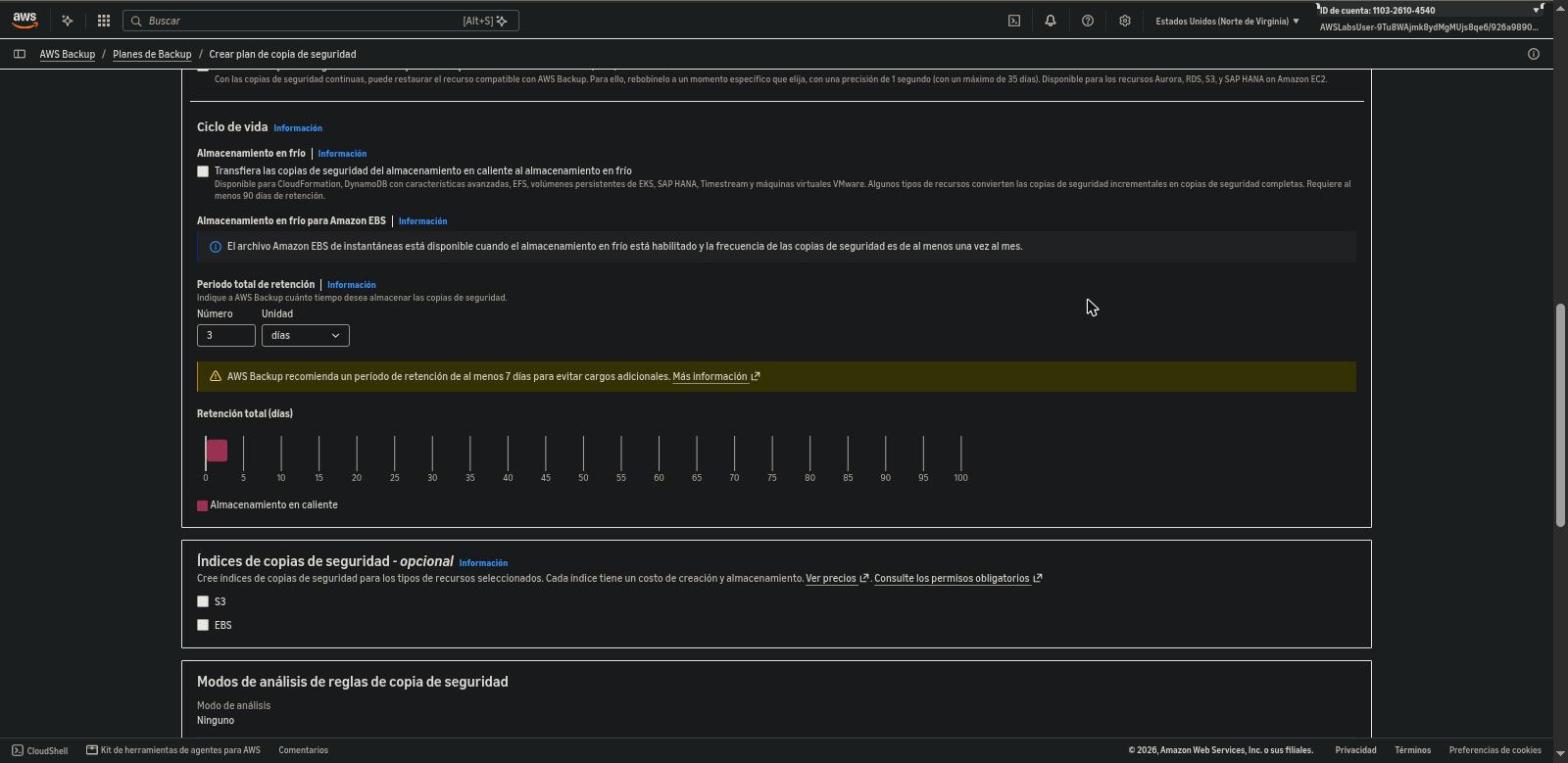 aws
Buscar
[Alt+S]
Estados Unidos (Norte de Virginia)
ID de cuenta: 1103-2610-4540
AWSLabsUser-9Tu8WAjmk8ydMgMUjs8qe6/926a9890...
AWS Backup / Planes de Backup / Crear plan de copia de seguridad
Con las copias de seguridad continuas, puede restaurar el recurso compatible con AWS Backup. Para ello, rebobínelo a un momento específico que elija, con una precisión de 1 segundo (con un máximo de 35 días). Disponible para los recursos Aurora, RDS, S3, y SAP HANA on Amazon EC2.
Ciclo de vida Información
Almacenamiento en frío | Información
Transfiera las copias de seguridad del almacenamiento en caliente al almacenamiento en frío
Disponible para CloudFormation, DynamoDB con características avanzadas, EFS, volúmenes persistentes de EKS, SAP HANA, Timestream y máquinas virtuales VMware. Algunos tipos de recursos convierten las copias de seguridad incrementales en copias de seguridad completas. Requiere al
menos 90 días de retención.
Almacenamiento en frío para Amazon EBS | Información
El archivo Amazon EBS de instantáneas está disponible cuando el almacenamiento en frío está habilitado y la frecuencia de las copias de seguridad es de al menos una vez al mes.
Periodo total de retención | Información
Indique a AWS Backup cuánto tiempo desea almacenar las copias de seguridad.
Número Unidad
3 días
AWS Backup recomienda un período de retención de al menos 7 días para evitar cargos adicionales. Más información
Retención total (días)
0 5 10 15 20 25 30 35 40 45 50 55 60 65 70 75 80 85 90 95 100
Almacenamiento en caliente
Índices de copias de seguridad - opcional Información
Cree índices de copias de seguridad para los tipos de recursos seleccionados. Cada índice tiene un costo de creación y almacenamiento. Ver precios . Consulte los permisos obligatorios
S3
EBS
Modos de análisis de reglas de copia de seguridad
Modo de análisis
Ninguno
CloudShell Kit de herramientas de agentes para AWS Comentarios © 2026, Amazon Web Services, Inc. o sus filiales. Privacidad Términos Preferencias de cookies